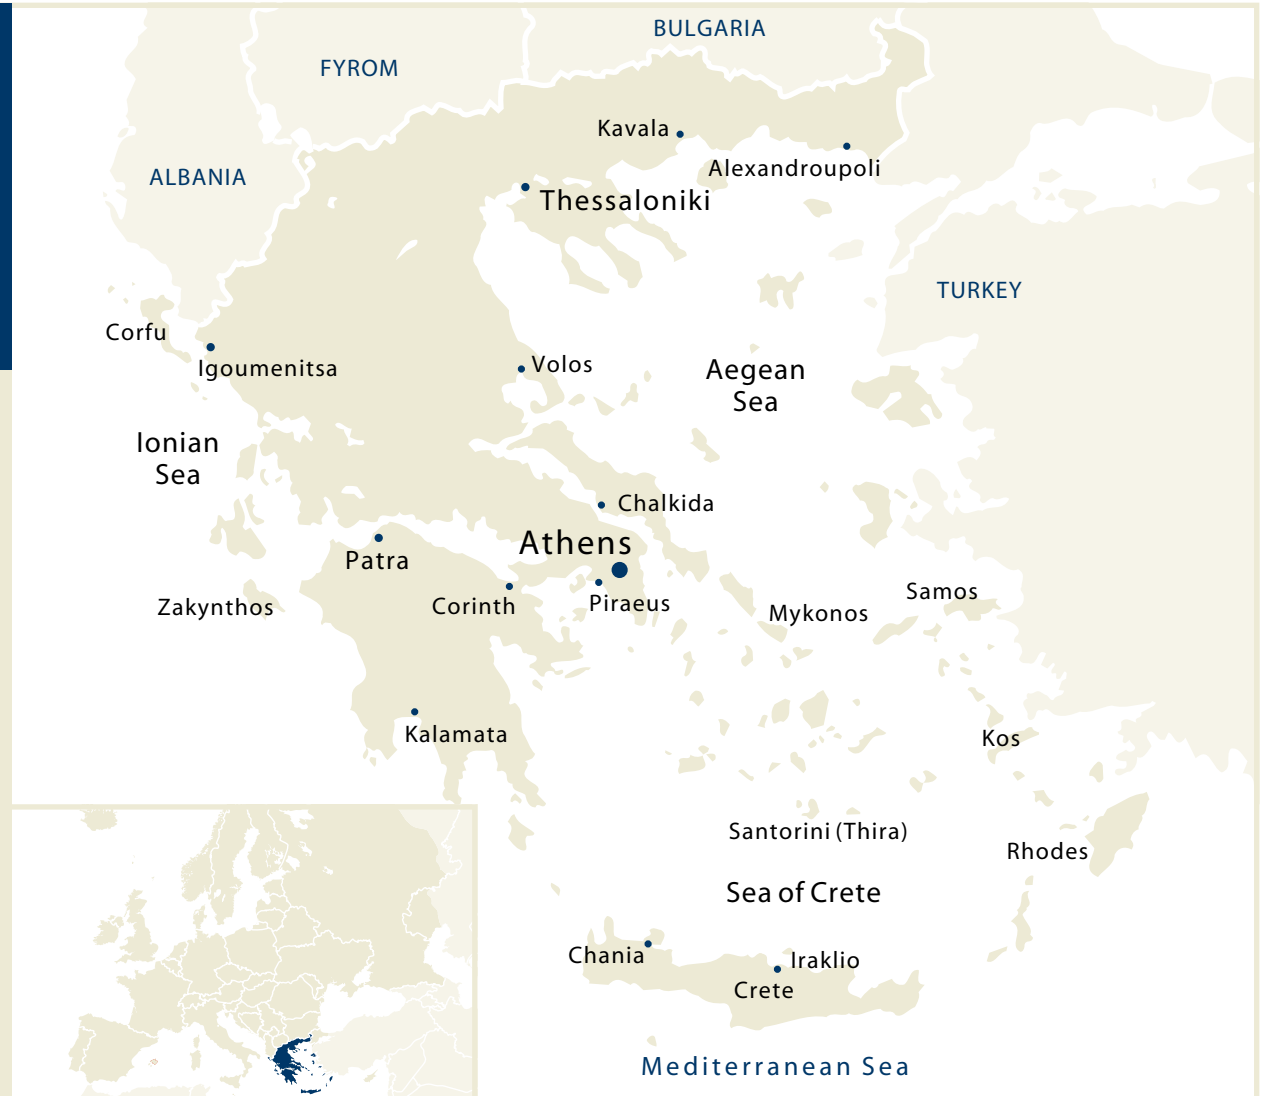 BULGARIA
FYROM
Kavala
Alexandroupoli
ALBANIA
Thessaloniki
TURKEY
Corfu
Igoumenitsa
Volos
Aegean
Sea
Ionian
Sea
Chalkida
Athens
Patra
Piraeus
Corinth
Zakynthos
Mykonos
Samos
Kalamata
Kos
Santorini (Thira)
Rhodes
Sea of Crete
Chania
Iraklio
Crete
Mediterranean Sea